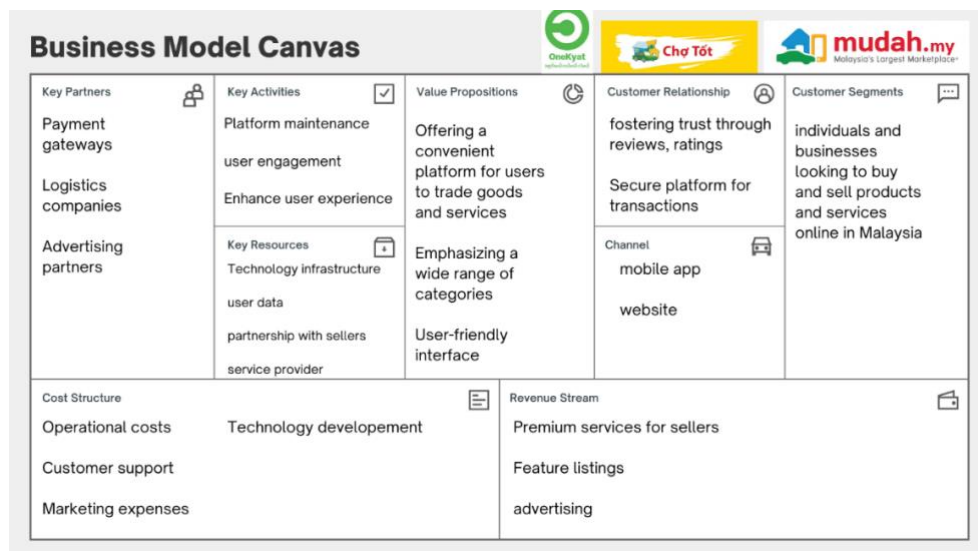 Business Model Canvas
OneKyat
Chợ Tốt
mudah.my
Malaysia's Largest Marketplace
Key Partners
Payment
gateways
Logistics
companies
Advertising
partners
Key Activities
Platform maintenance
user engagement
Enhance user experience
Key Resources
Technology infrastructure
user data
partnership with sellers
service provider
Value Propositions
Offering a
convenient
platform for users
to trade goods
and services
Emphasizing a
wide range of
categories
User-friendly
interface
Customer Relationship
fostering trust through
reviews, ratings
Secure platform for
transactions
Channel
mobile app
website
Customer Segments
individuals and
businesses
looking to buy
and sell products
and services
online in Malaysia
Cost Structure
Operational costs
Technology developement
Customer support
Marketing expenses
Revenue Stream
Premium services for sellers
Feature listings
advertising